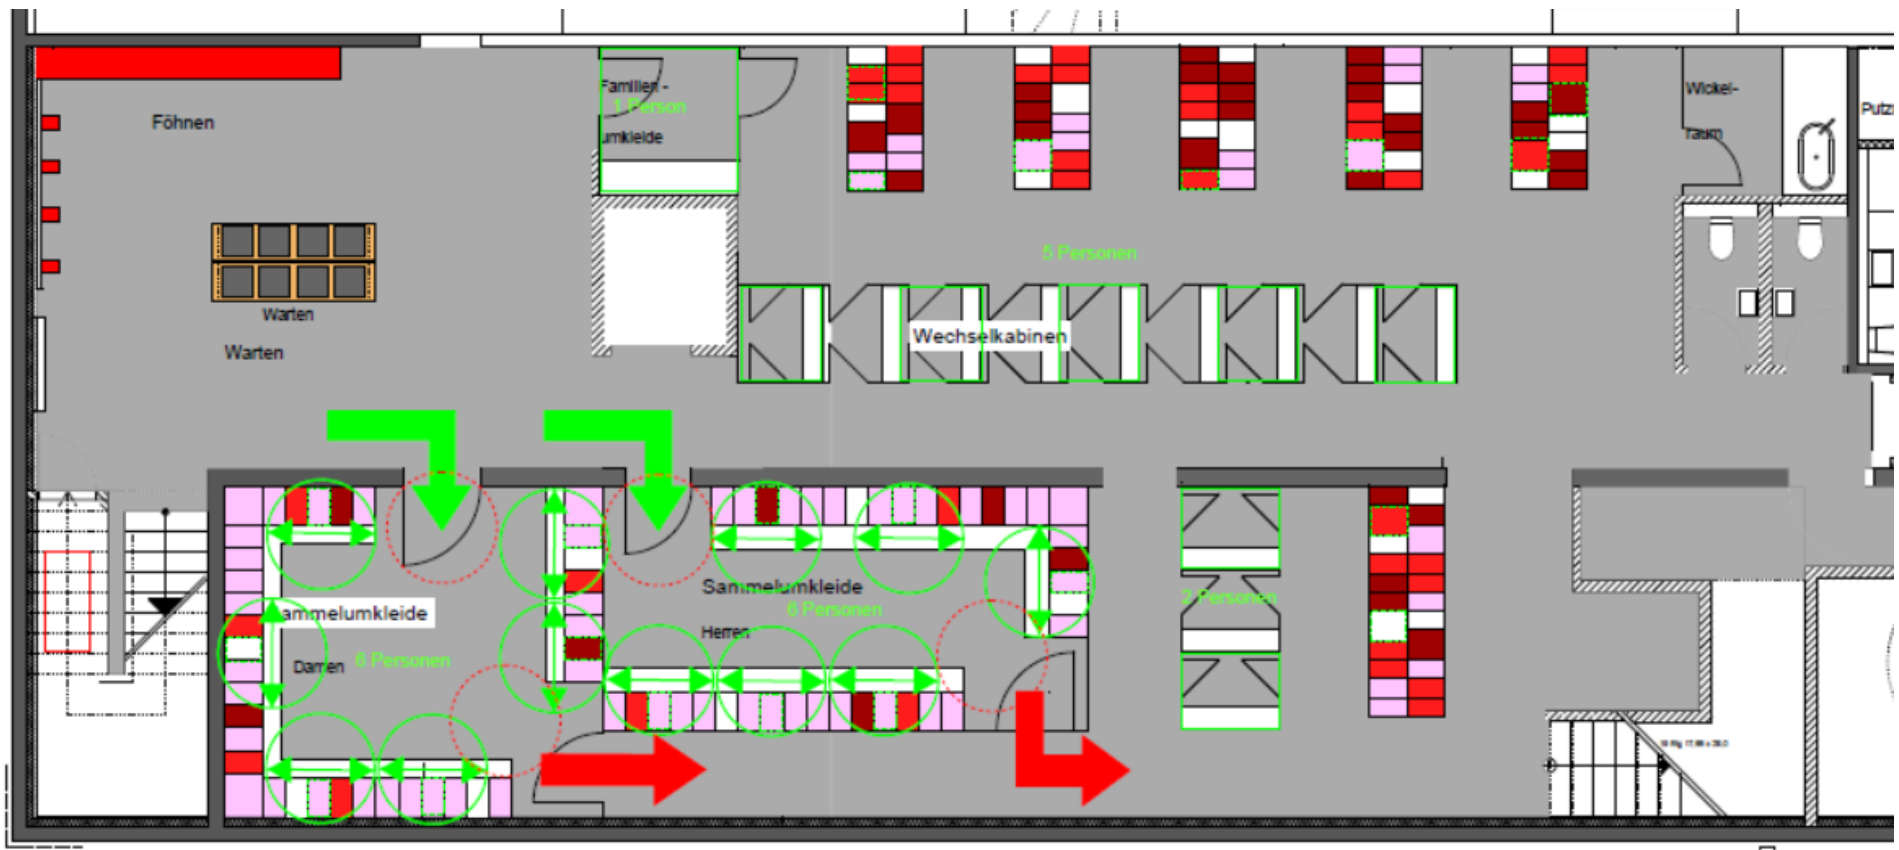 Familien -
1 Person
umkleide
Föhnen
Wickel-
raum
Putz
5 Personen
Warten
Warten
Wechselkabinen
Sammelumkleide
6 Personen
Herren
ammelumkleide
Damen
6 Personen
2 Personen